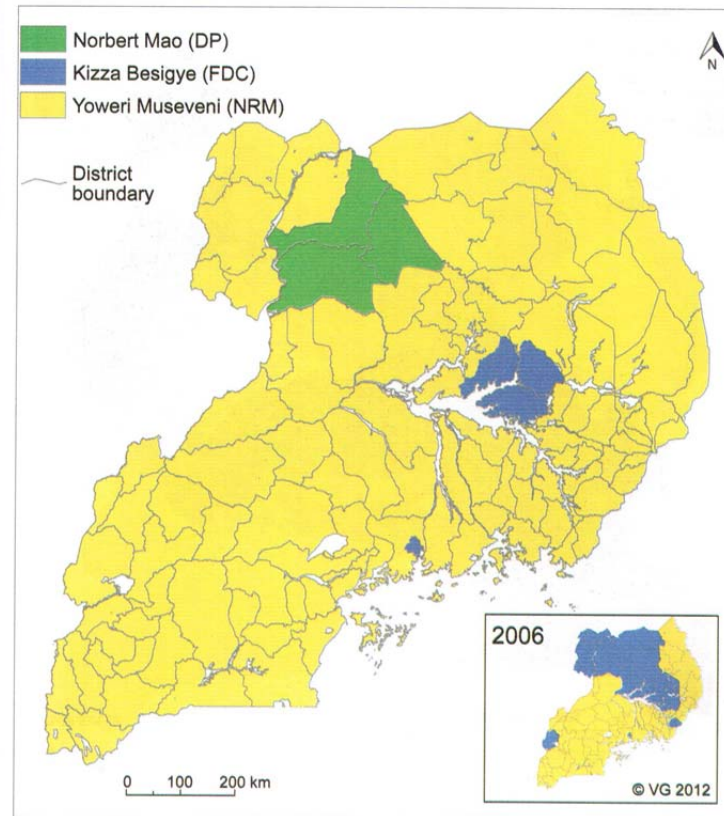 Norbert Mao (DP)
Kizza Besigye (FDC)
Yoweri Museveni (NRM)
District
boundary
N
2006
0 100 200 km
© VG 2012